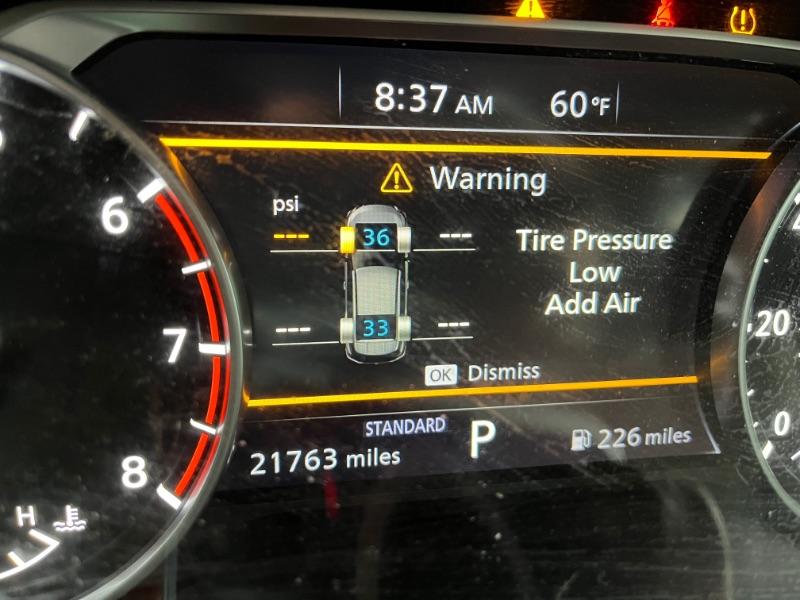 8:37 AM 60°F
Warning
psi
--- 36 ---
Tire Pressure
Low
Add Air
--- 33 ---
OK Dismiss
STANDARD P
21763 miles 226 miles
6
7
8
H
20
0